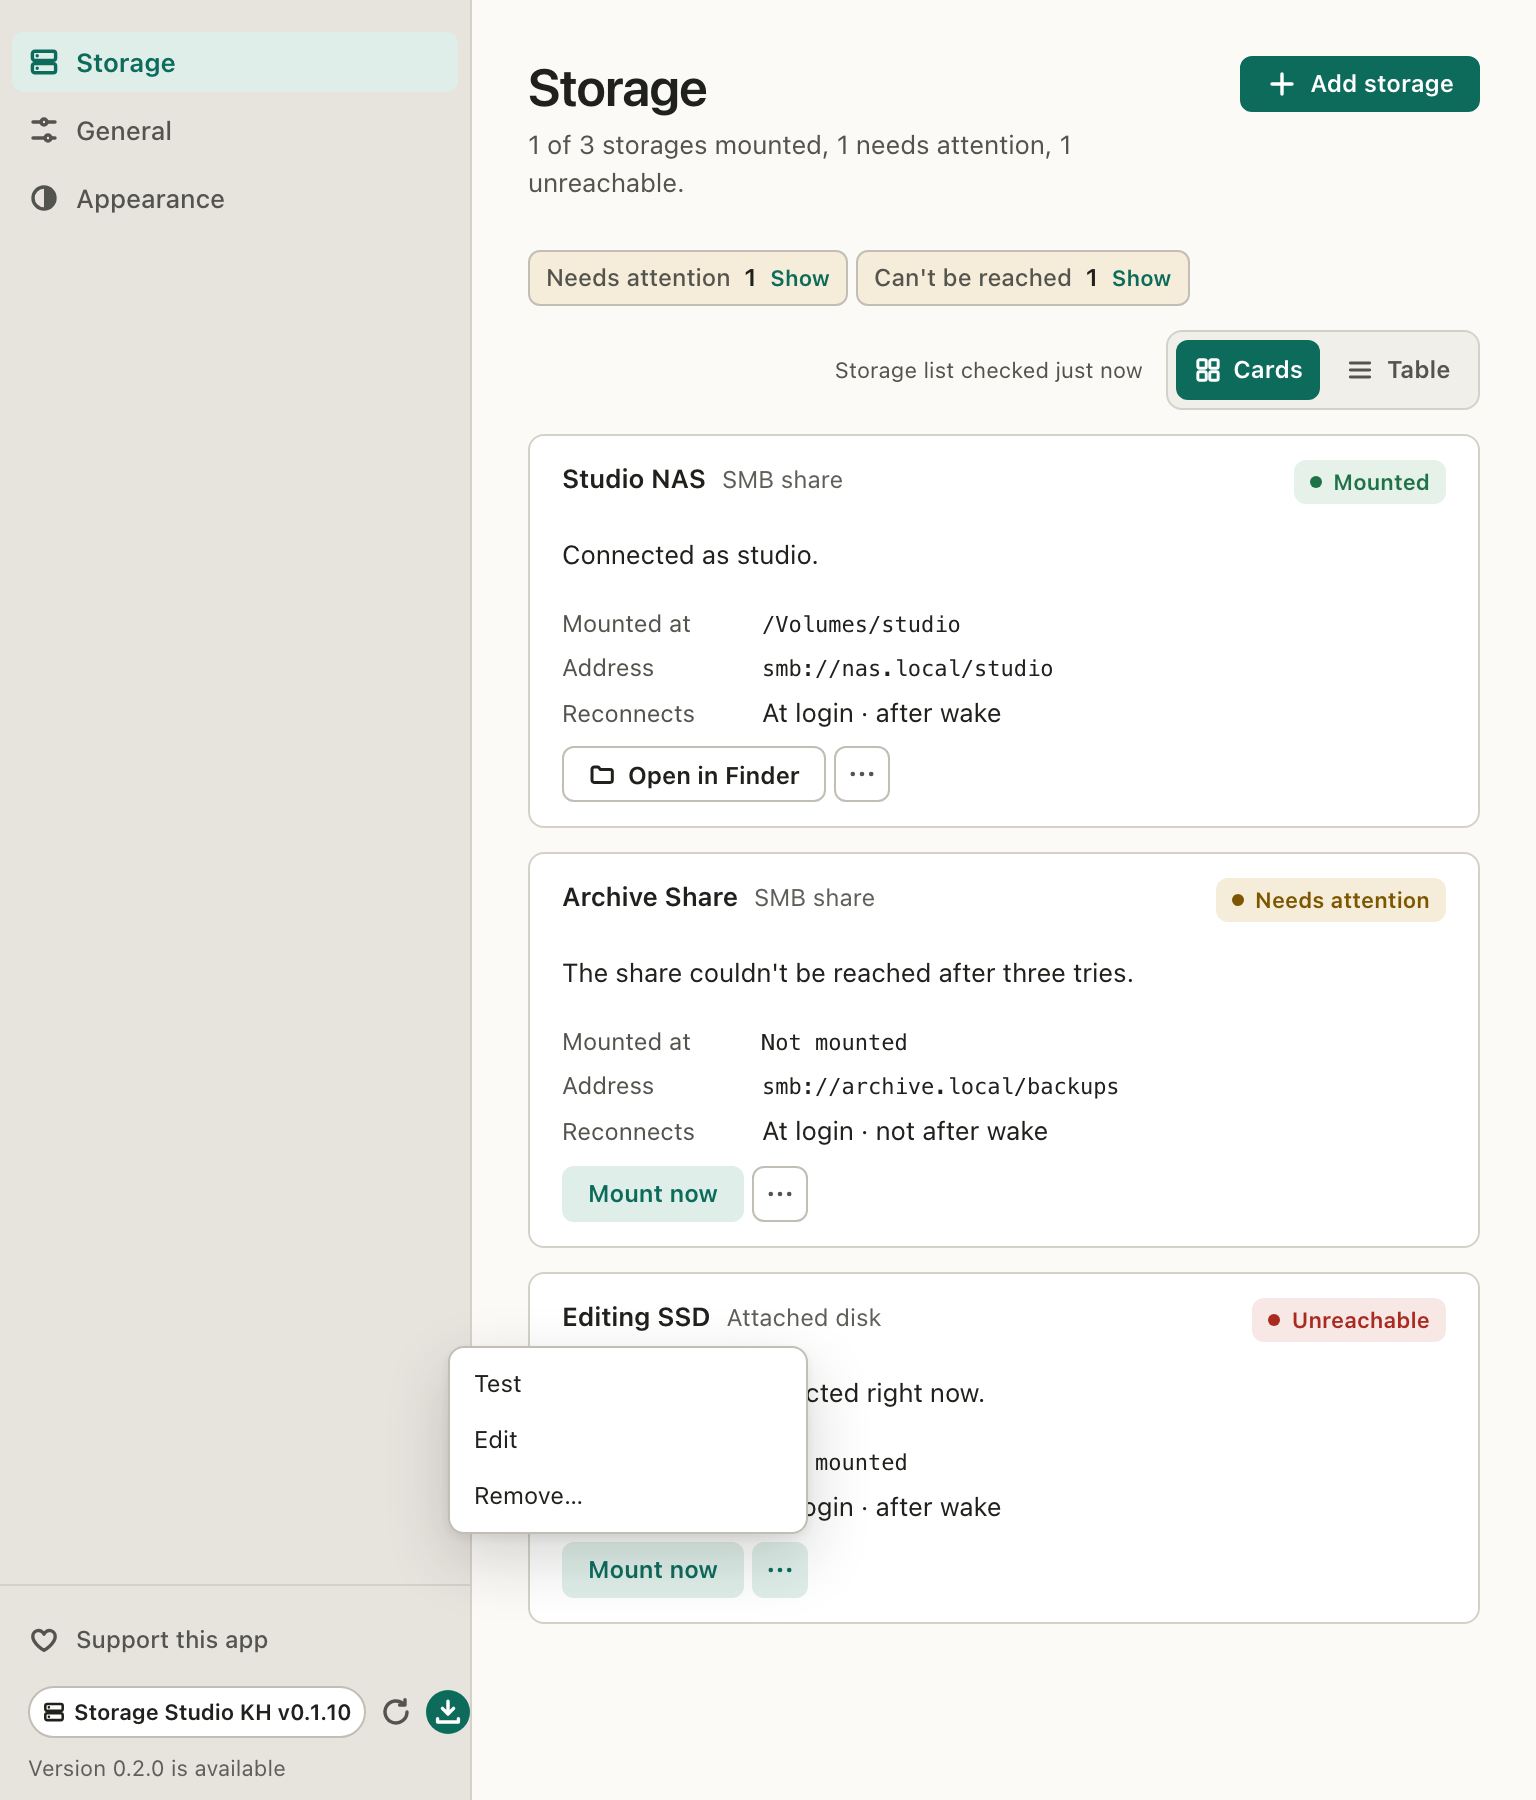 Storage
General
Appearance
Support this app
Storage Studio KH v0.1.10
Version 0.2.0 is available
Storage
Add storage
1 of 3 storages mounted, 1 needs attention, 1
unreachable.
Needs attention 1 Show
Can't be reached 1 Show
Storage list checked just now
Cards
Table
Studio NAS SMB share
Mounted
Connected as studio.
Mounted at /Volumes/studio
Address smb://nas.local/studio
Reconnects At login · after wake
Open in Finder
Archive Share SMB share
Needs attention
The share couldn't be reached after three tries.
Mounted at Not mounted
Address smb://archive.local/backups
Reconnects At login · not after wake
Mount now
Editing SSD Attached disk
Unreachable
Test
Edit
Remove...
right now.
mounted
· after wake
Mount now